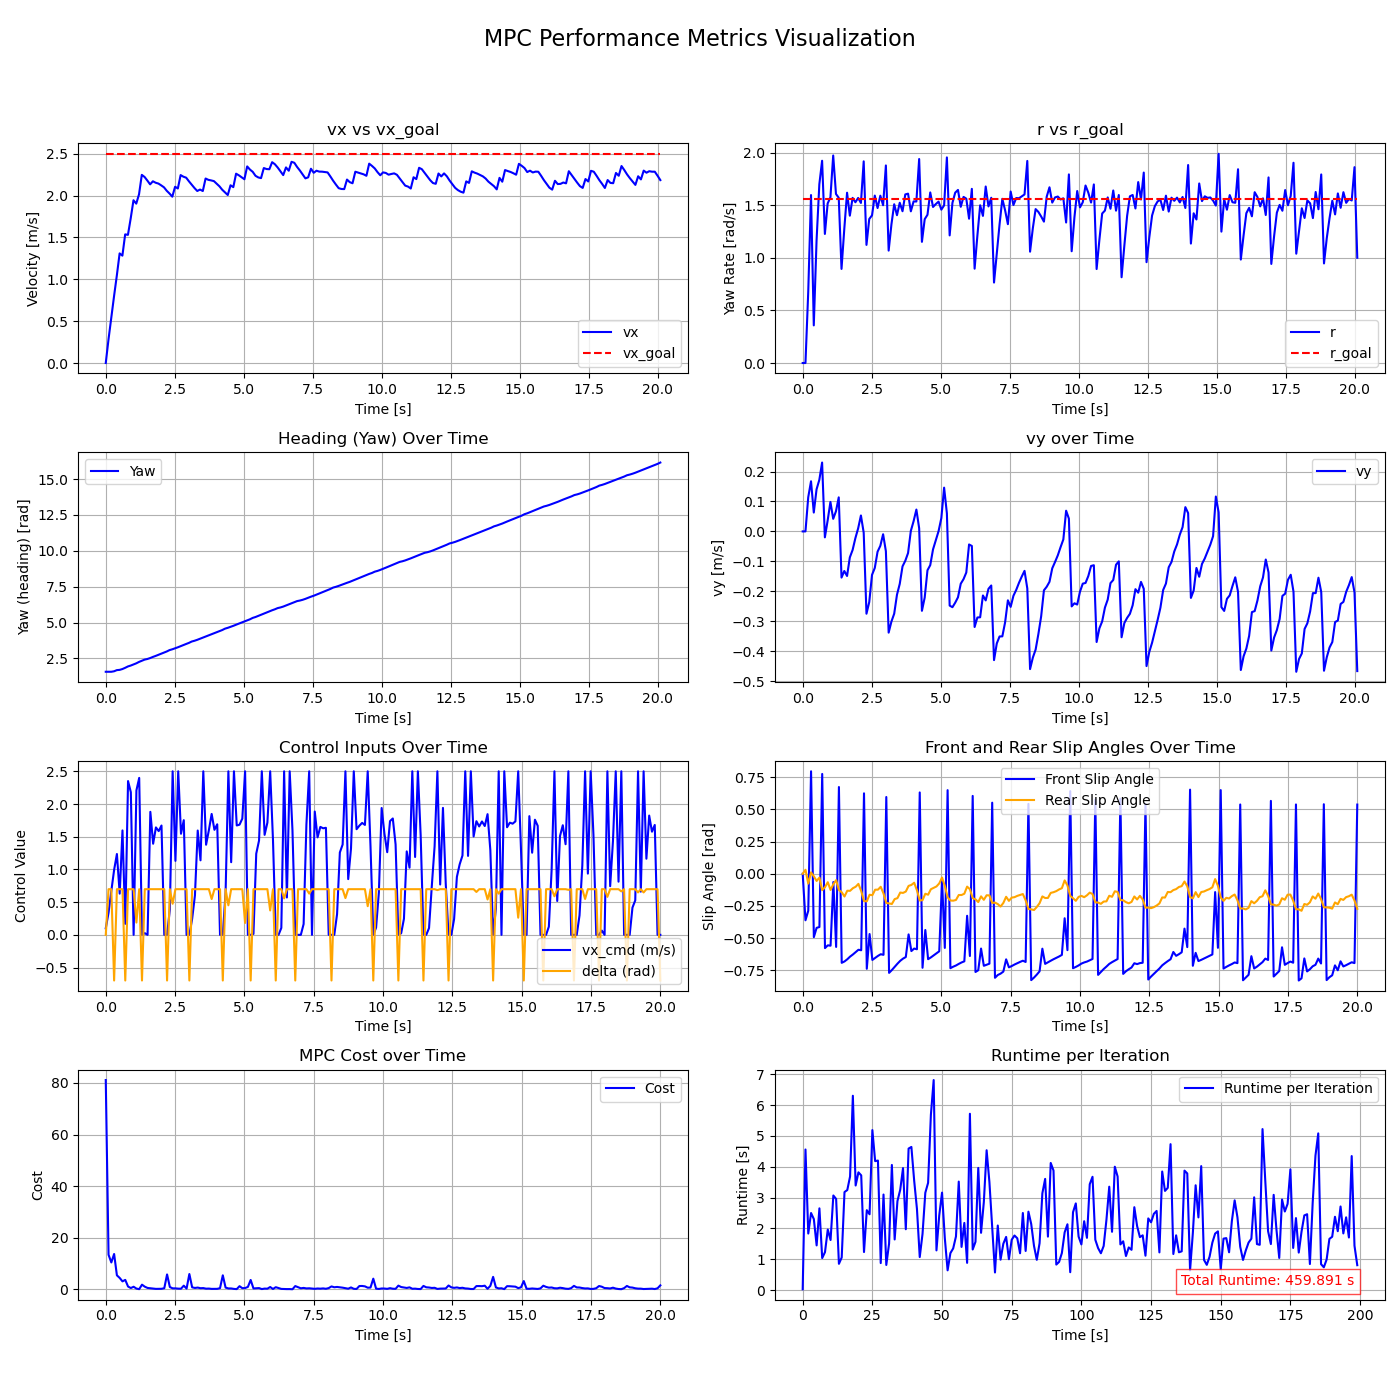 MPC Performance Metrics Visualization
vx vs vx_goal
Velocity [m/s]
2.5
2.0
1.5
1.0
0.5
0.0
vx
vx_goal
0.0 2.5 5.0 7.5 10.0 12.5 15.0 17.5 20.0
Time [s]
r vs r_goal
Yaw Rate [rad/s]
2.0
1.5
1.0
0.5
0.0
r
r_goal
0.0 2.5 5.0 7.5 10.0 12.5 15.0 17.5 20.0
Time [s]
Heading (Yaw) Over Time
Yaw (heading) [rad]
15.0
12.5
10.0
7.5
5.0
2.5
Yaw
0.0 2.5 5.0 7.5 10.0 12.5 15.0 17.5 20.0
Time [s]
vy over Time
vy [m/s]
0.2
0.1
0.0
−0.1
−0.2
−0.3
−0.4
−0.5
vy
0.0 2.5 5.0 7.5 10.0 12.5 15.0 17.5 20.0
Time [s]
Control Inputs Over Time
Control Value
2.5
2.0
1.5
1.0
0.5
0.0
−0.5
vx_cmd (m/s)
delta (rad)
0.0 2.5 5.0 7.5 10.0 12.5 15.0 17.5 20.0
Time [s]
Front and Rear Slip Angles Over Time
Slip Angle [rad]
0.75
0.50
0.25
0.00
−0.25
−0.50
−0.75
Front Slip Angle
Rear Slip Angle
0.0 2.5 5.0 7.5 10.0 12.5 15.0 17.5 20.0
Time [s]
MPC Cost over Time
Cost
80
60
40
20
0
Cost
0.0 2.5 5.0 7.5 10.0 12.5 15.0 17.5 20.0
Time [s]
Runtime per Iteration
Runtime [s]
7
6
5
4
3
2
1
0
Runtime per Iteration
Total Runtime: 459.891 s
0 25 50 75 100 125 150 175 200
Time [s]